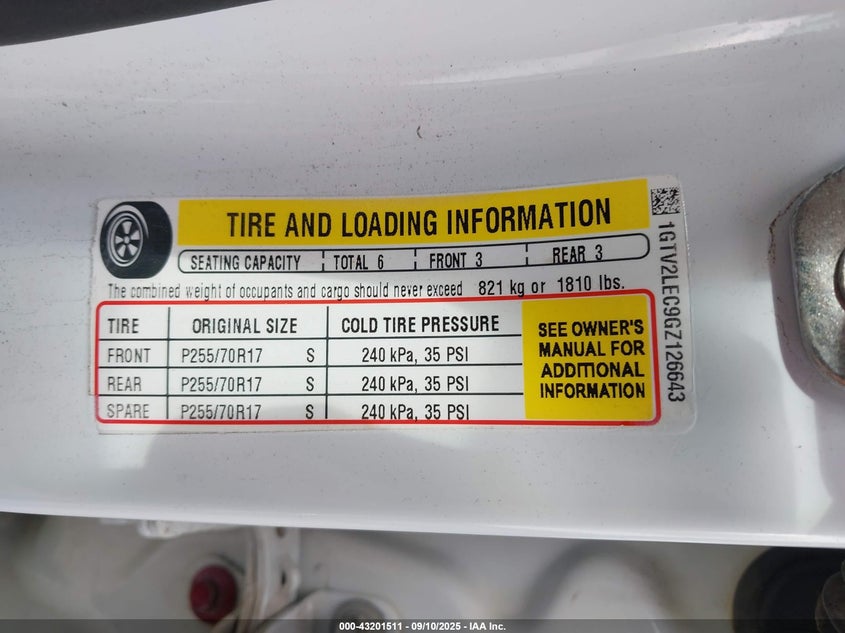 TIRE AND LOADING INFORMATION
SEATING CAPACITY TOTAL 6 FRONT 3 REAR 3
The combined weight of occupants and cargo should never exceed 821 kg or 1810 lbs.
TIRE ORIGINAL SIZE COLD TIRE PRESSURE
FRONT P255/70R17 S 240 kPa, 35 PSI
REAR P255/70R17 S 240 kPa, 35 PSI
SPARE P255/70R17 S 240 kPa, 35 PSI
SEE OWNER'S
MANUAL FOR
ADDITIONAL
INFORMATION
1GTV2LEC9GZ126643
000-43201511 - 09/10/2025 - IAA Inc.